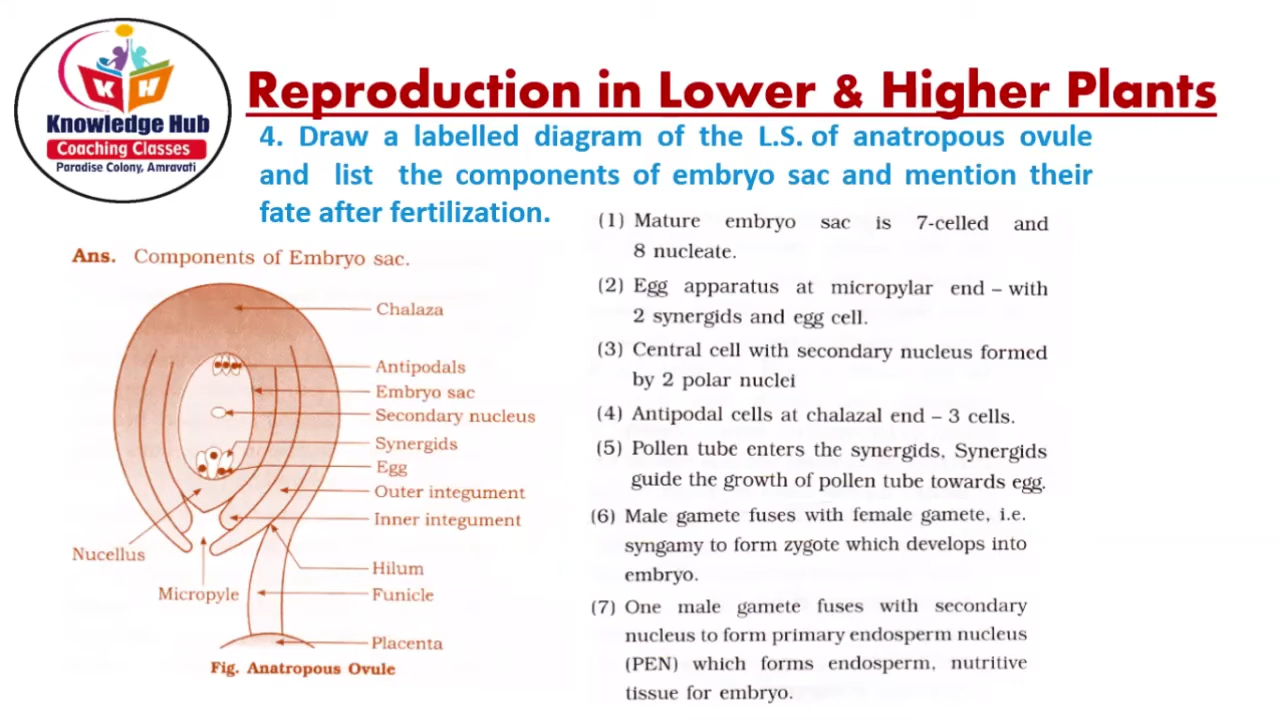 K H
Knowledge Hub
Coaching Classes
Paradise Colony, Amravati
Reproduction in Lower & Higher Plants
4. Draw a labelled diagram of the L.S. of anatropous ovule
and list the components of embryo sac and mention their
fate after fertilization.
Ans. Components of Embryo sac.
Chalaza
Antipodals
Embryo sac
Secondary nucleus
Synergids
Egg
Outer integument
Inner integument
Nucellus
Hilum
Micropyle
Funicle
Placenta
Fig. Anatropous Ovule
(1) Mature embryo sac is 7-celled and
8 nucleate.
(2) Egg apparatus at micropylar end – with
2 synergids and egg cell.
(3) Central cell with secondary nucleus formed
by 2 polar nuclei
(4) Antipodal cells at chalazal end – 3 cells.
(5) Pollen tube enters the synergids. Synergids
guide the growth of pollen tube towards egg.
(6) Male gamete fuses with female gamete, i.e.
syngamy to form zygote which develops into
embryo.
(7) One male gamete fuses with secondary
nucleus to form primary endosperm nucleus
(PEN) which forms endosperm, nutritive
tissue for embryo.